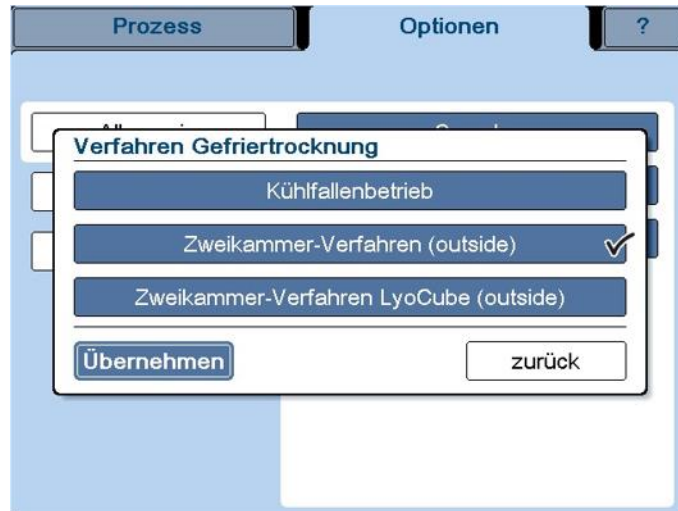 Prozess
Optionen
?
Verfahren Gefriertrocknung
Kühlfallenbetrieb
Zweikammer-Verfahren (outside)
Zweikammer-Verfahren LyoCube (outside)
Übernehmen
zurück